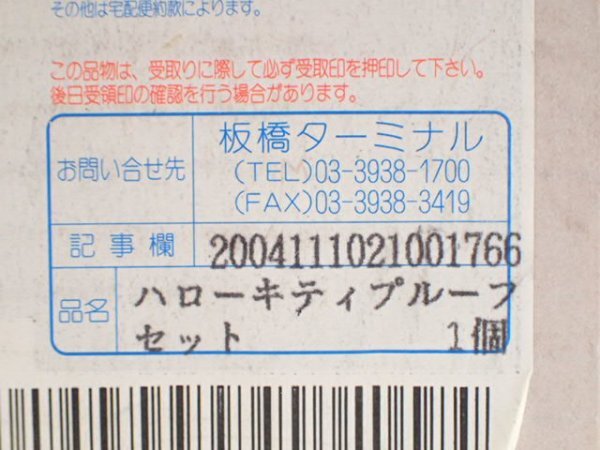 その他は宅配便約款によります。
この品物は、受取りに際して必ず受取印を押印して下さい。
後日受領印の確認を行う場合があります。
お問い合せ先
板橋ターミナル
(TEL)03-3938-1700
(FAX)03-3938-3419
記事欄
2004111021001766
品名
ハローキティプルーフ
セット 1個